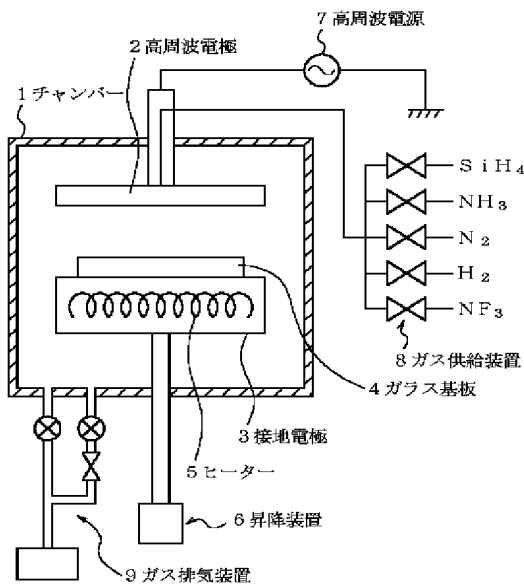 7高周波電源
2高周波電極
1チャンバー
SiH4
NH3
N2
H2
NF3
8ガス供給装置
4ガラス基板
3接地電極
5ヒーター
6昇降装置
9ガス排気装置